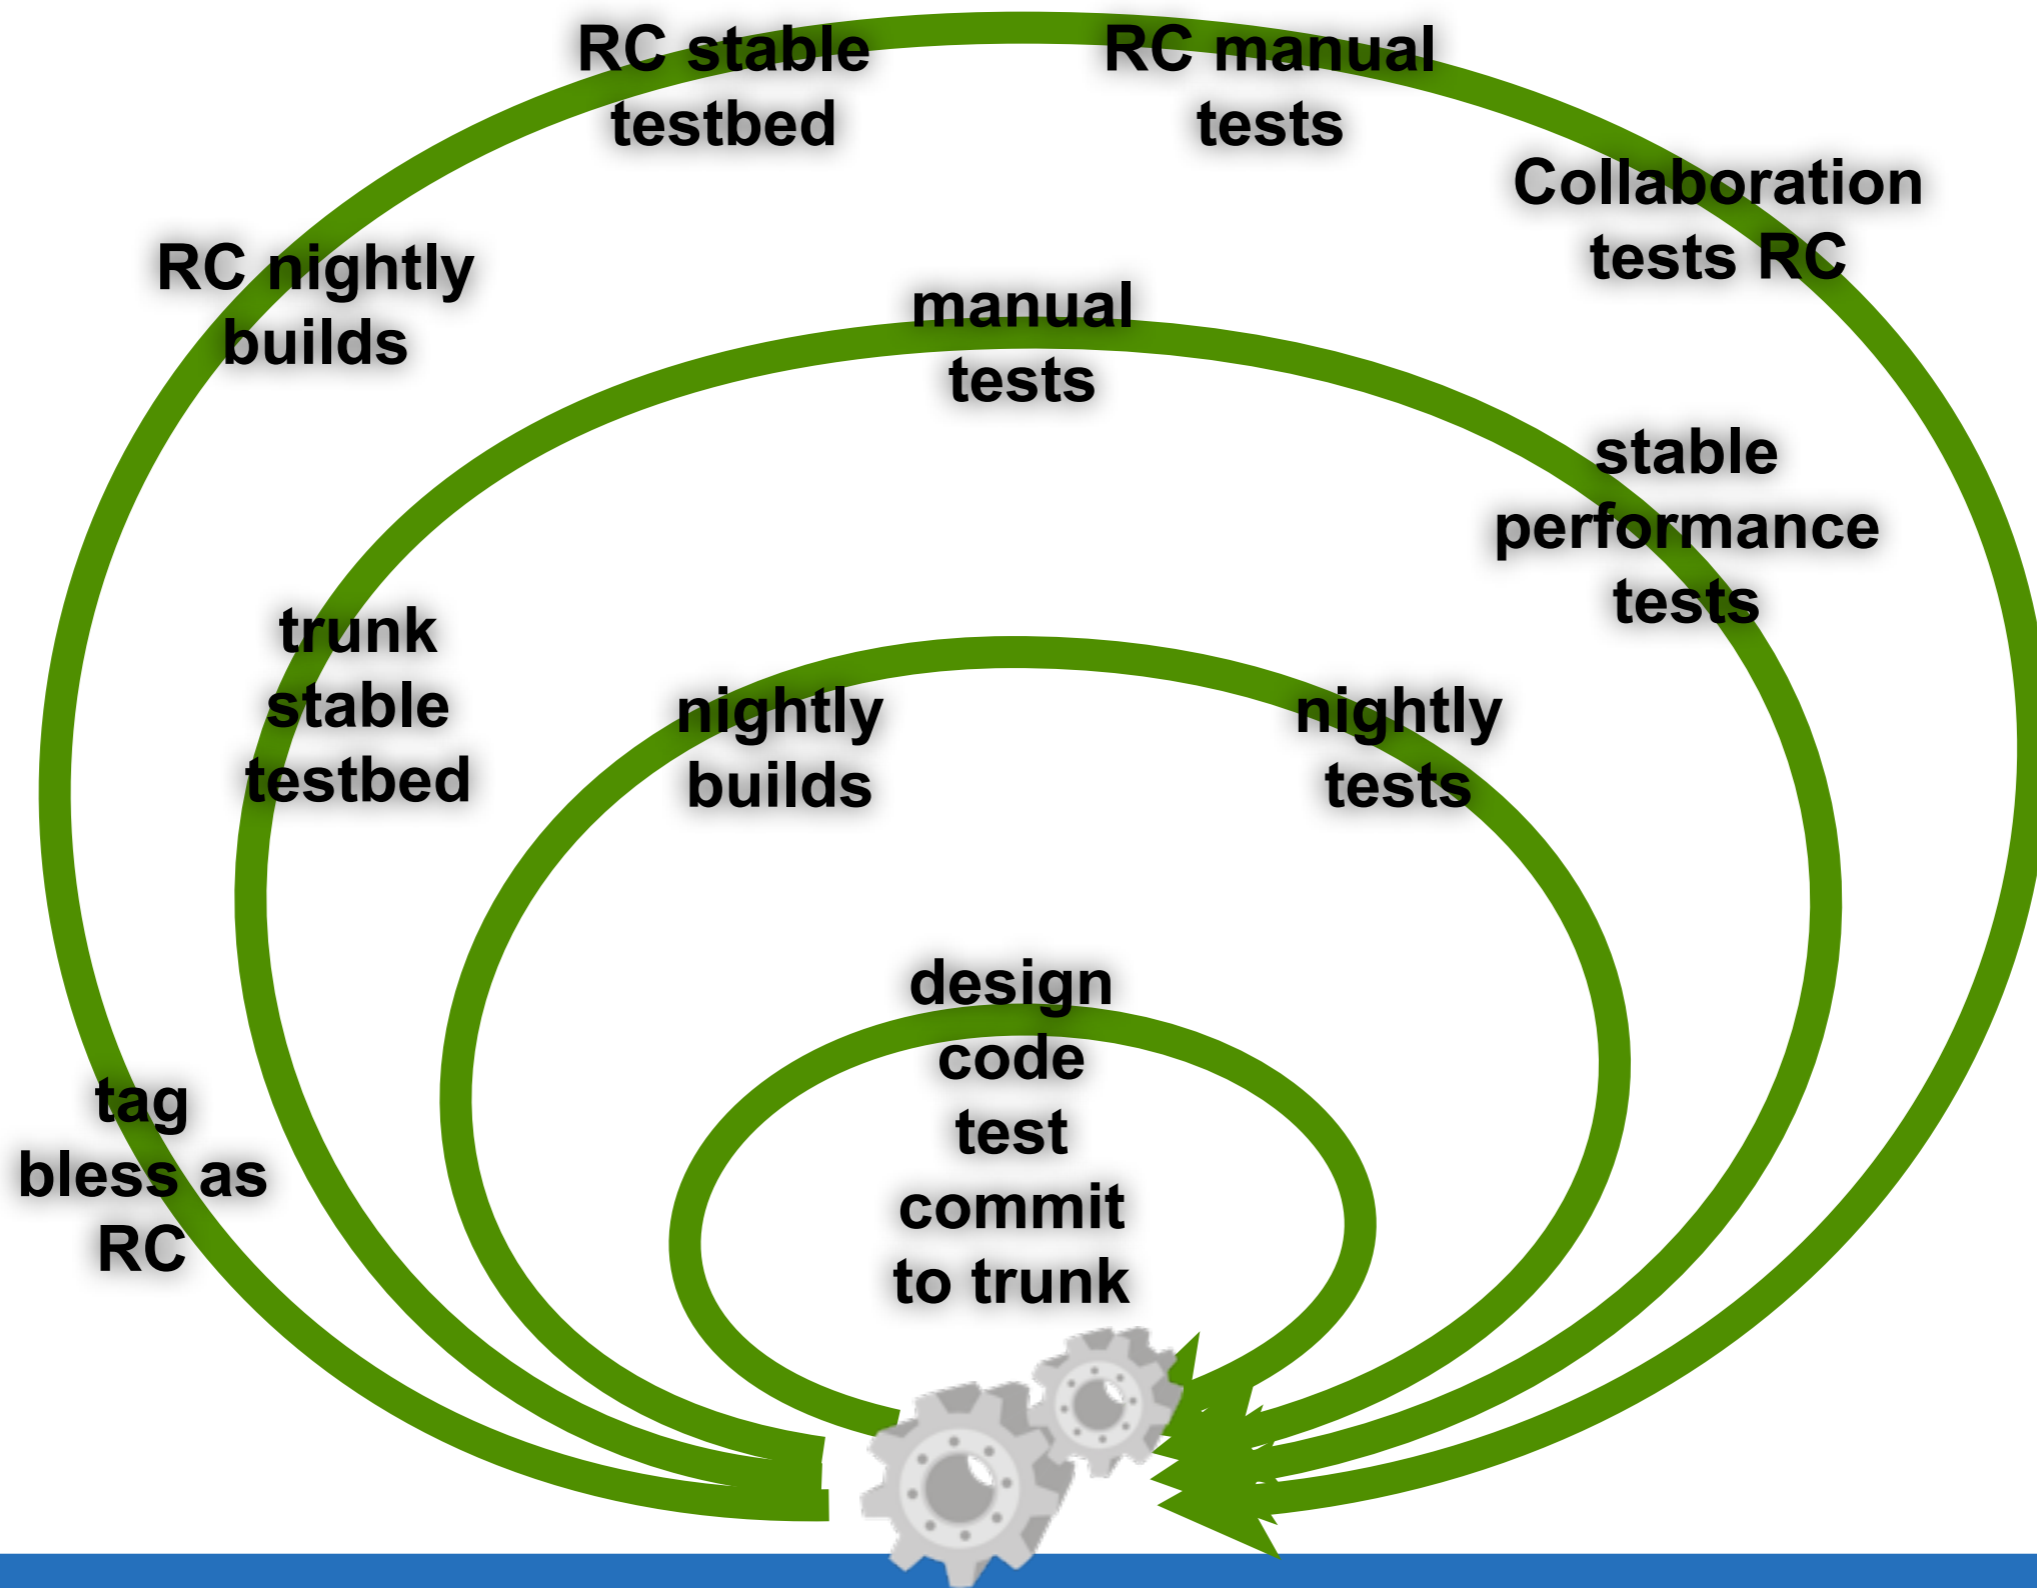 RC stable
testbed
RC manual
tests
Collaboration
tests RC
RC nightly
builds
manual
tests
stable
performance
tests
trunk
stable
testbed
nightly
builds
nightly
tests
design
code
test
commit
to trunk
tag
bless as
RC